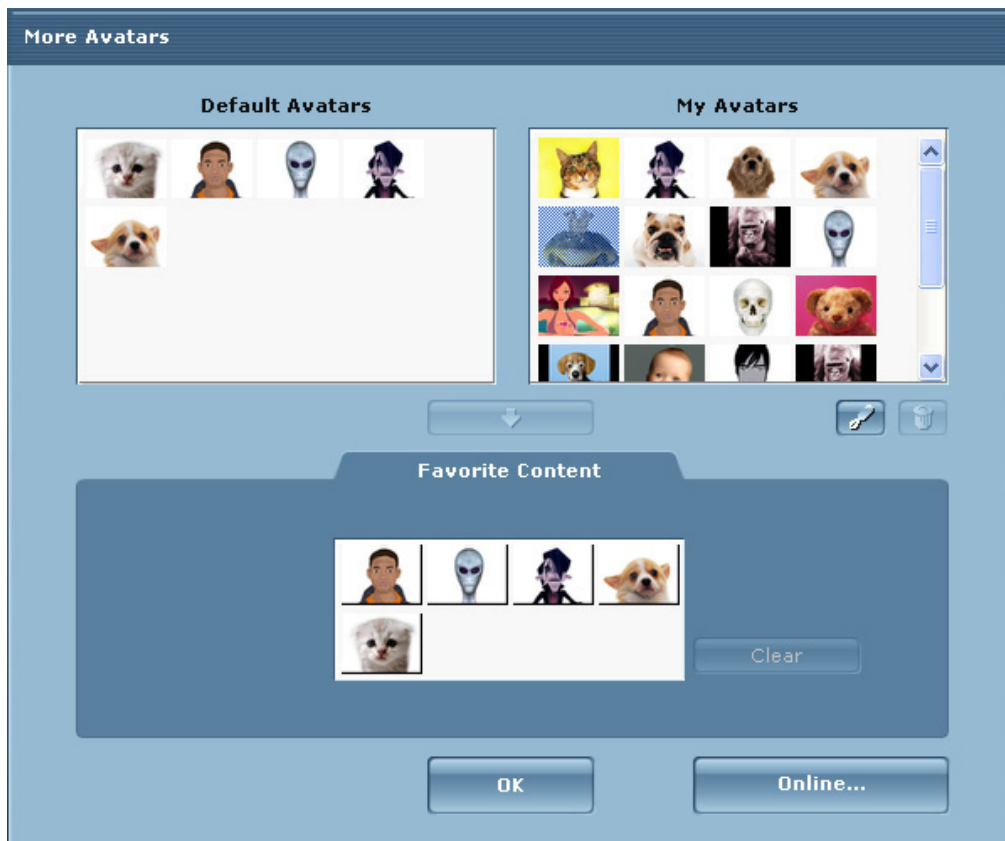 More Avatars
Default Avatars
My Avatars
Favorite Content
Clear
OK
Online...